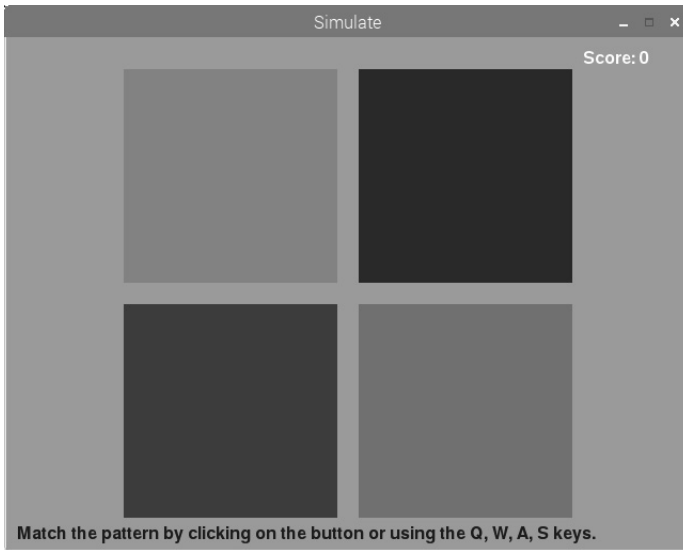 Simulate
Score: 0
Match the pattern by clicking on the button or using the Q, W, A, S keys.